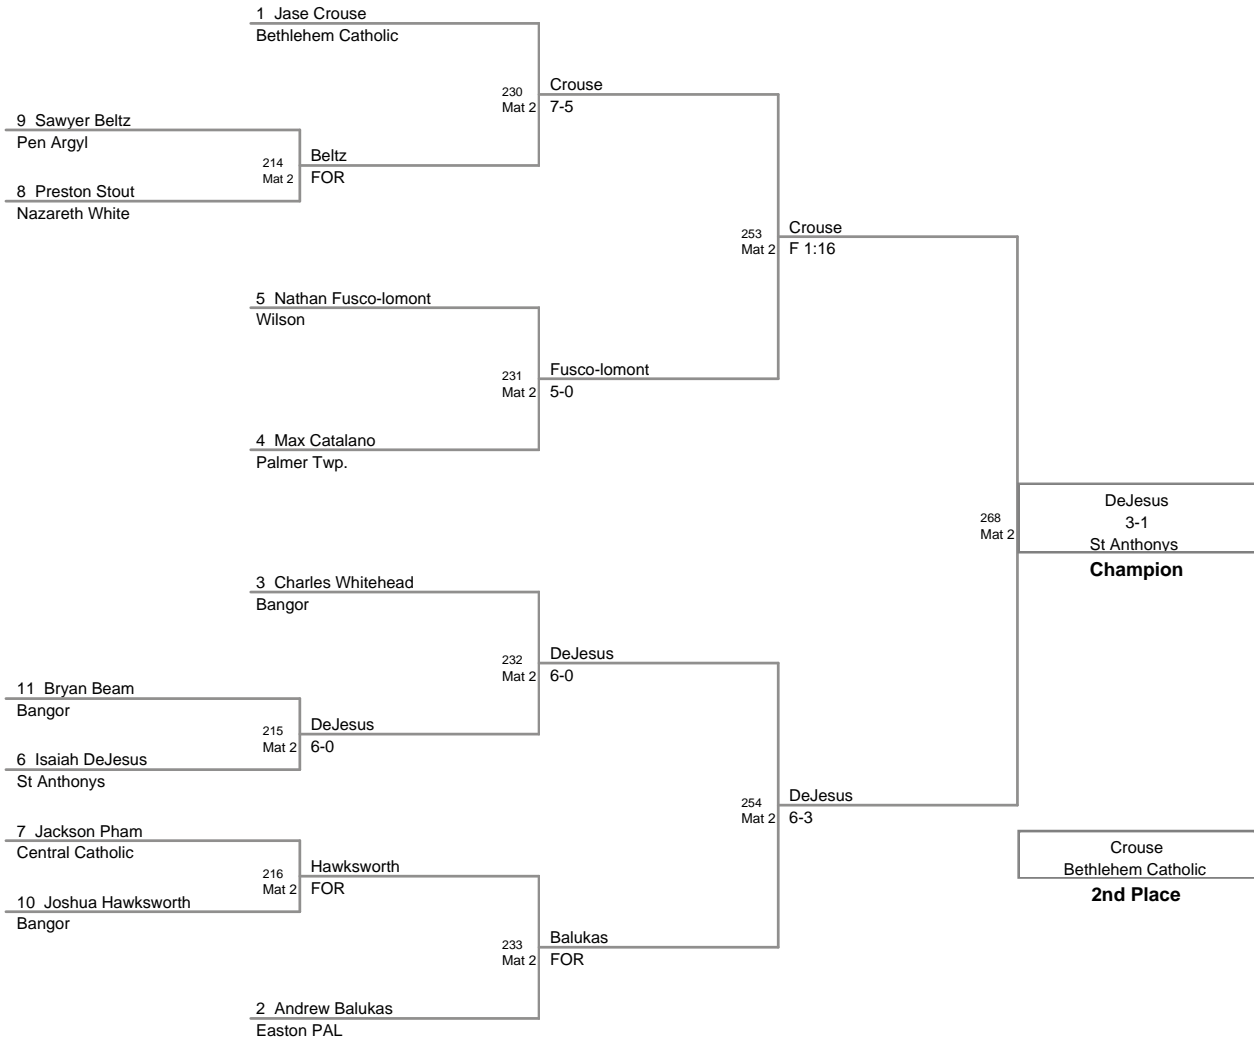 1 Jase Crouse
Bethlehem Catholic
230
Mat 2
Crouse
7-5
9 Sawyer Beltz
Pen Argyl
214
Mat 2
Beltz
FOR
8 Preston Stout
Nazareth White
253
Mat 2
Crouse
F 1:16
5 Nathan Fusco-Iomont
Wilson
231
Mat 2
Fusco-Iomont
5-0
4 Max Catalano
Palmer Twp.
268
Mat 2
DeJesus
3-1
St Anthonys
Champion
3 Charles Whitehead
Bangor
232
Mat 2
DeJesus
6-0
11 Bryan Beam
Bangor
215
Mat 2
DeJesus
6-0
6 Isaiah DeJesus
St Anthonys
254
Mat 2
DeJesus
6-3
7 Jackson Pham
Central Catholic
216
Mat 2
Hawksworth
FOR
10 Joshua Hawksworth
Bangor
Crouse
Bethlehem Catholic
2nd Place
233
Mat 2
Balukas
FOR
2 Andrew Balukas
Easton PAL